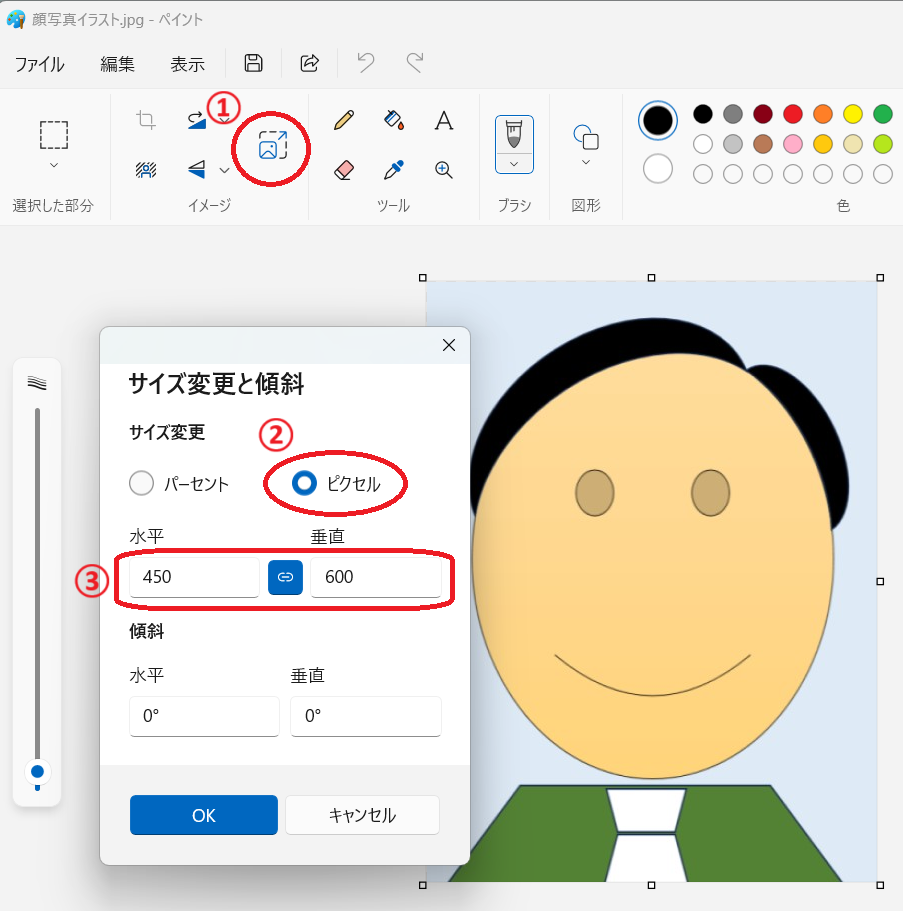 顔写真イラスト.jpg - ペイント
ファイル 編集 表示
①
A
選択した部分 イメージ ツール ブラシ 図形 色
サイズ変更と傾斜
サイズ変更 ②
パーセント ピクセル
水平 垂直
③ 450 600
傾斜
水平 垂直
0° 0°
OK キャンセル